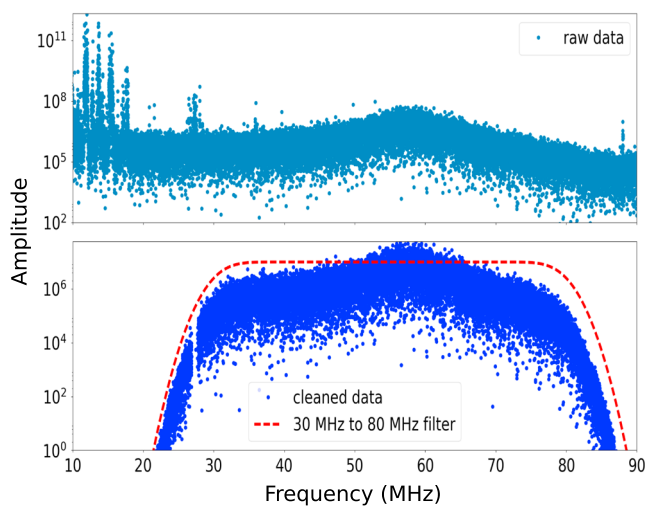 raw data
10¹¹
10⁸
10⁵
10²
Amplitude
10⁶
10⁴
10²
10⁰
cleaned data
30 MHz to 80 MHz filter
10 20 30 40 50 60 70 80 90
Frequency (MHz)